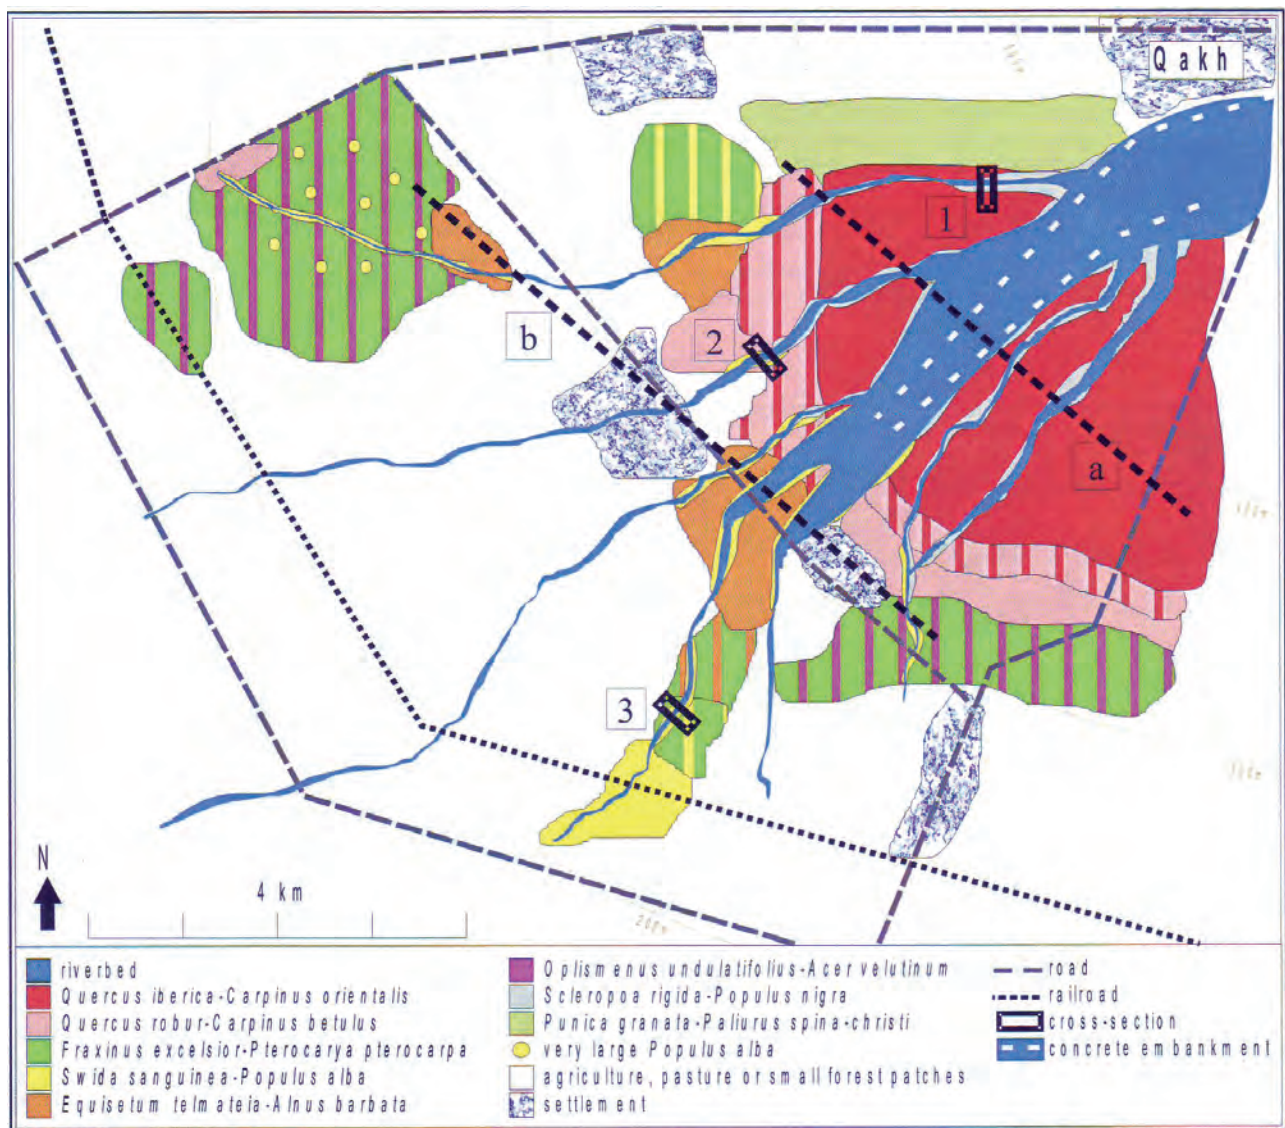 Qakh
1
2
b
a
3
N
4 km
riverbed
Quercus iberica-Carpinus orientalis
Quercus robur-Carpinus betulus
Fraxinus excelsior-Pterocarya pterocarpa
Swida sanguinea-Populus alba
Equisetum telmateia-Alnus barbata
Oplismenus undulatifolius-Acer velutinum
Scleropoa rigida-Populus nigra
Punica granata-Paliurus spina-christi
very large Populus alba
agriculture, pasture or small forest patches
settlement
road
railroad
cross-section
concrete embankment